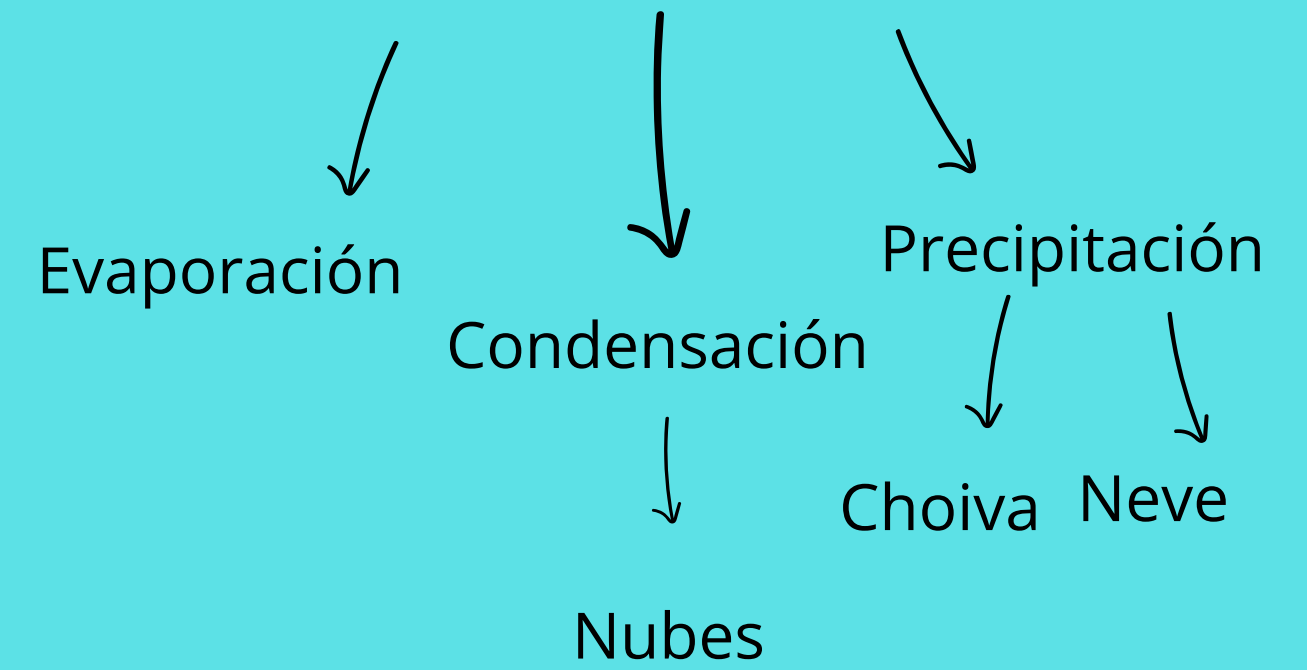 Evaporación
Condensación
Precipitación
Choiva
Neve
Nubes